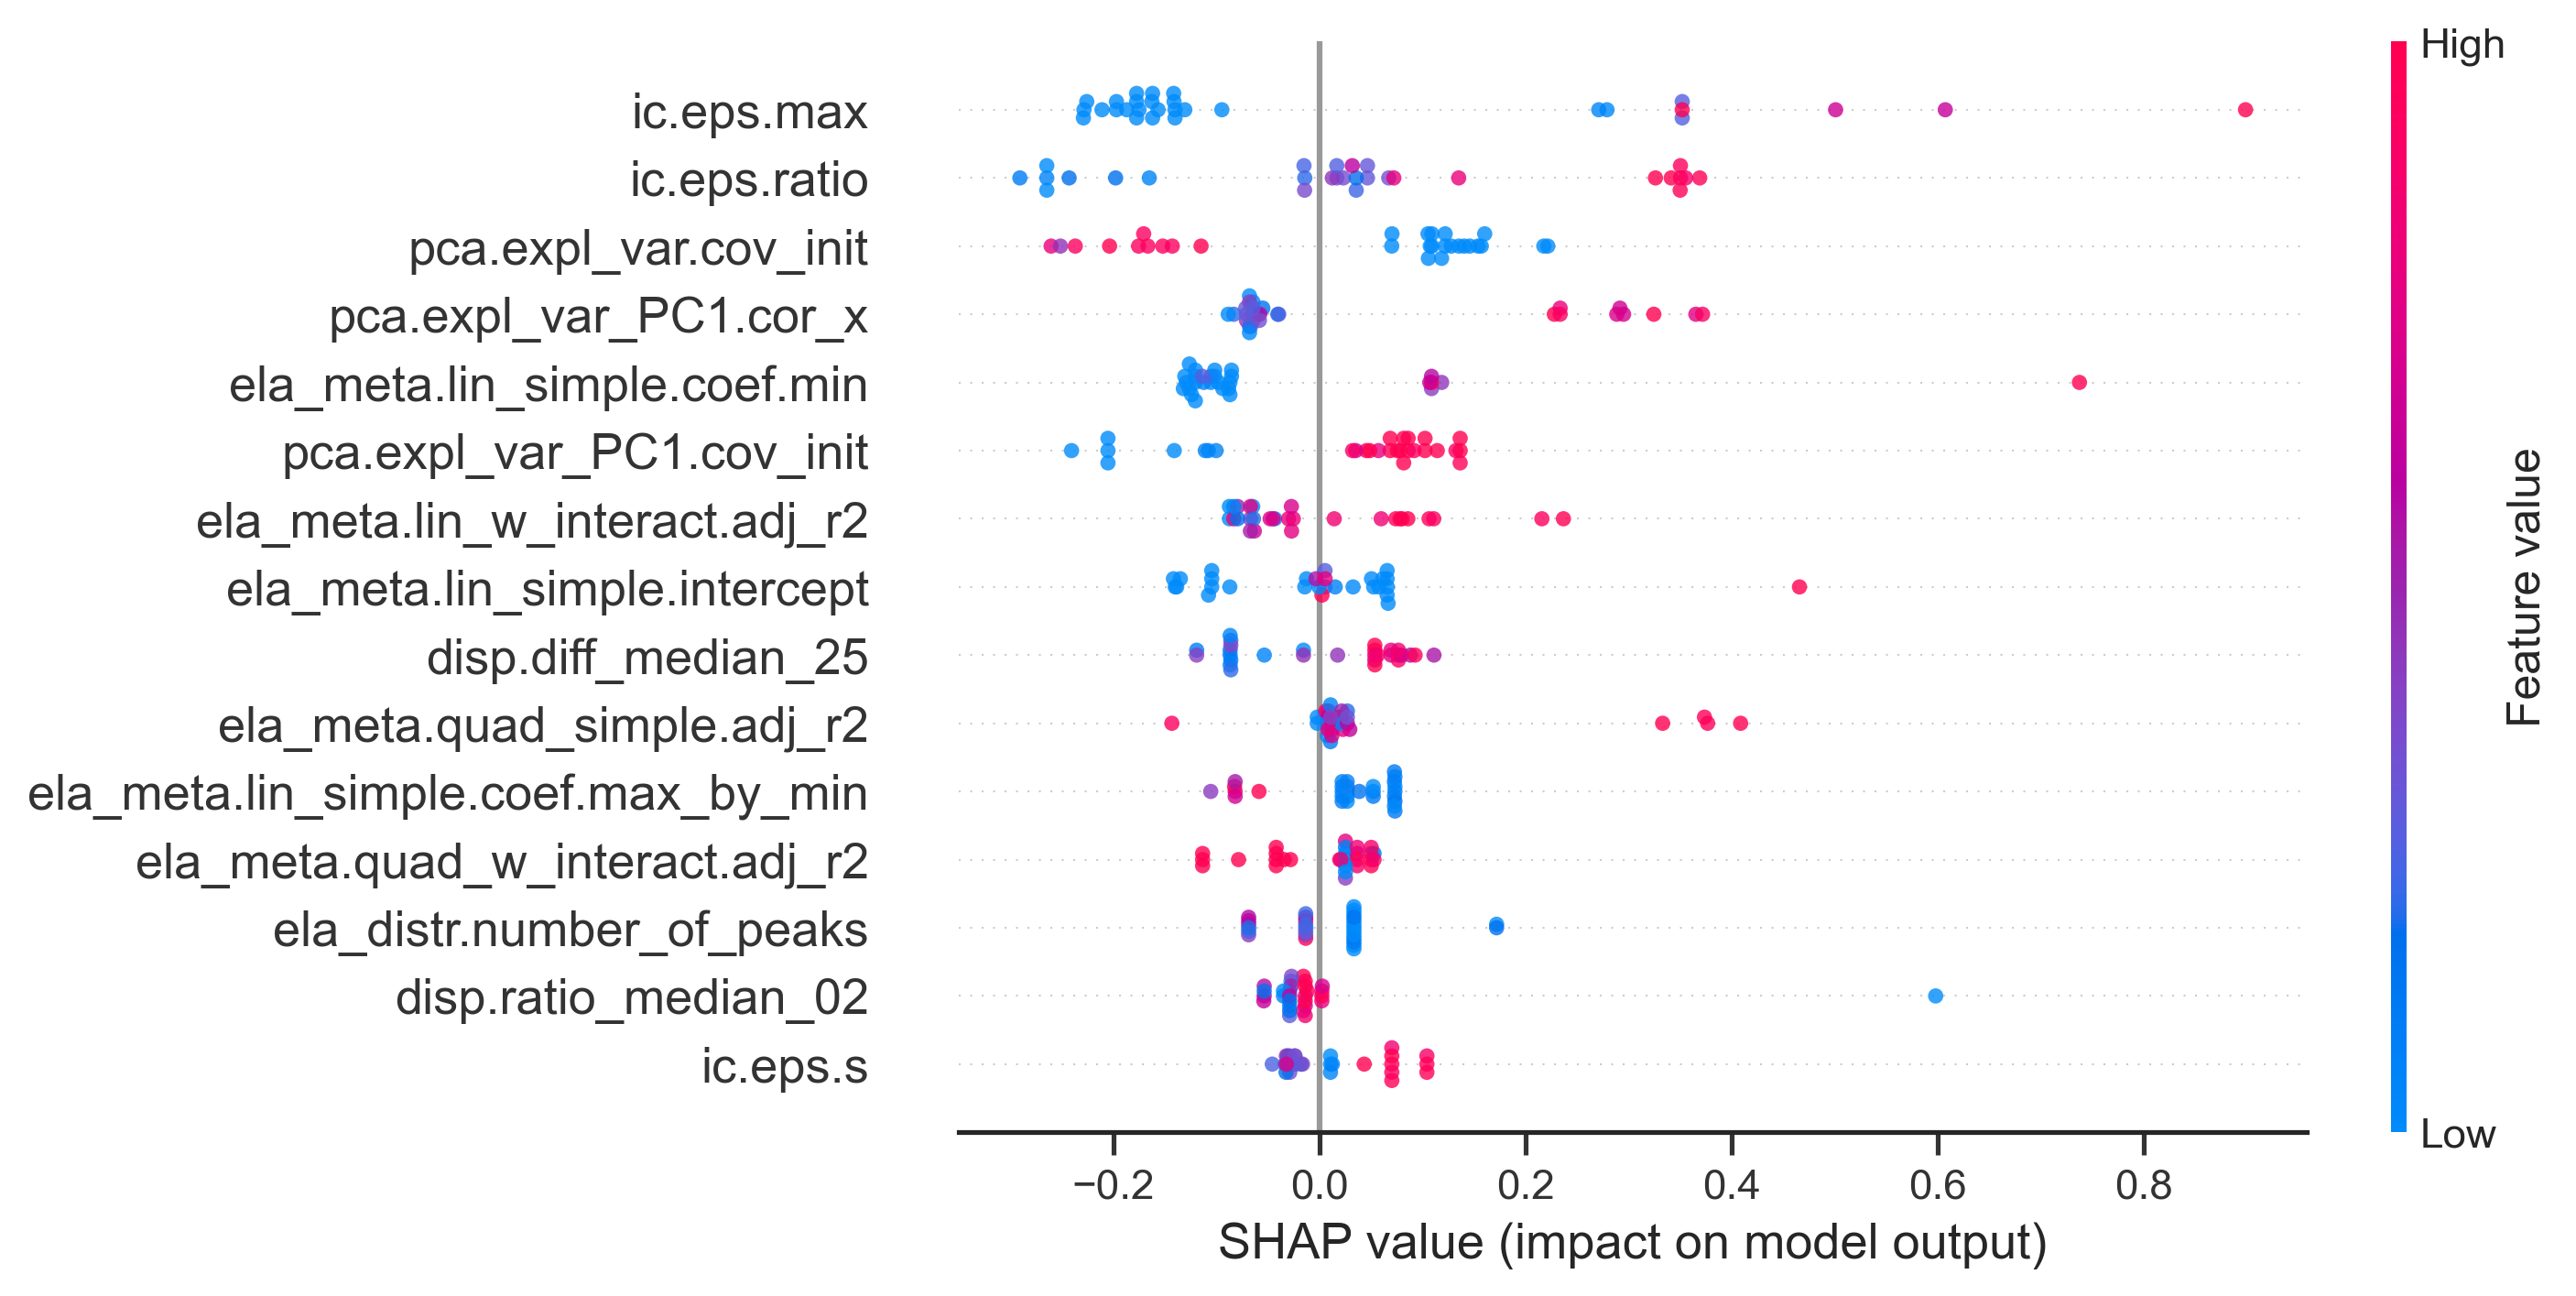 High
ic.eps.max
ic.eps.ratio
pca.expl_var.cov_init
pca.expl_var_PC1.cor_x
ela_meta.lin_simple.coef.min
pca.expl_var_PC1.cov_init
ela_meta.lin_w_interact.adj_r2
ela_meta.lin_simple.intercept
disp.diff_median_25
ela_meta.quad_simple.adj_r2
ela_meta.lin_simple.coef.max_by_min
ela_meta.quad_w_interact.adj_r2
ela_distr.number_of_peaks
disp.ratio_median_02
ic.eps.s
Feature value
Low
−0.2 0.0 0.2 0.4 0.6 0.8
SHAP value (impact on model output)